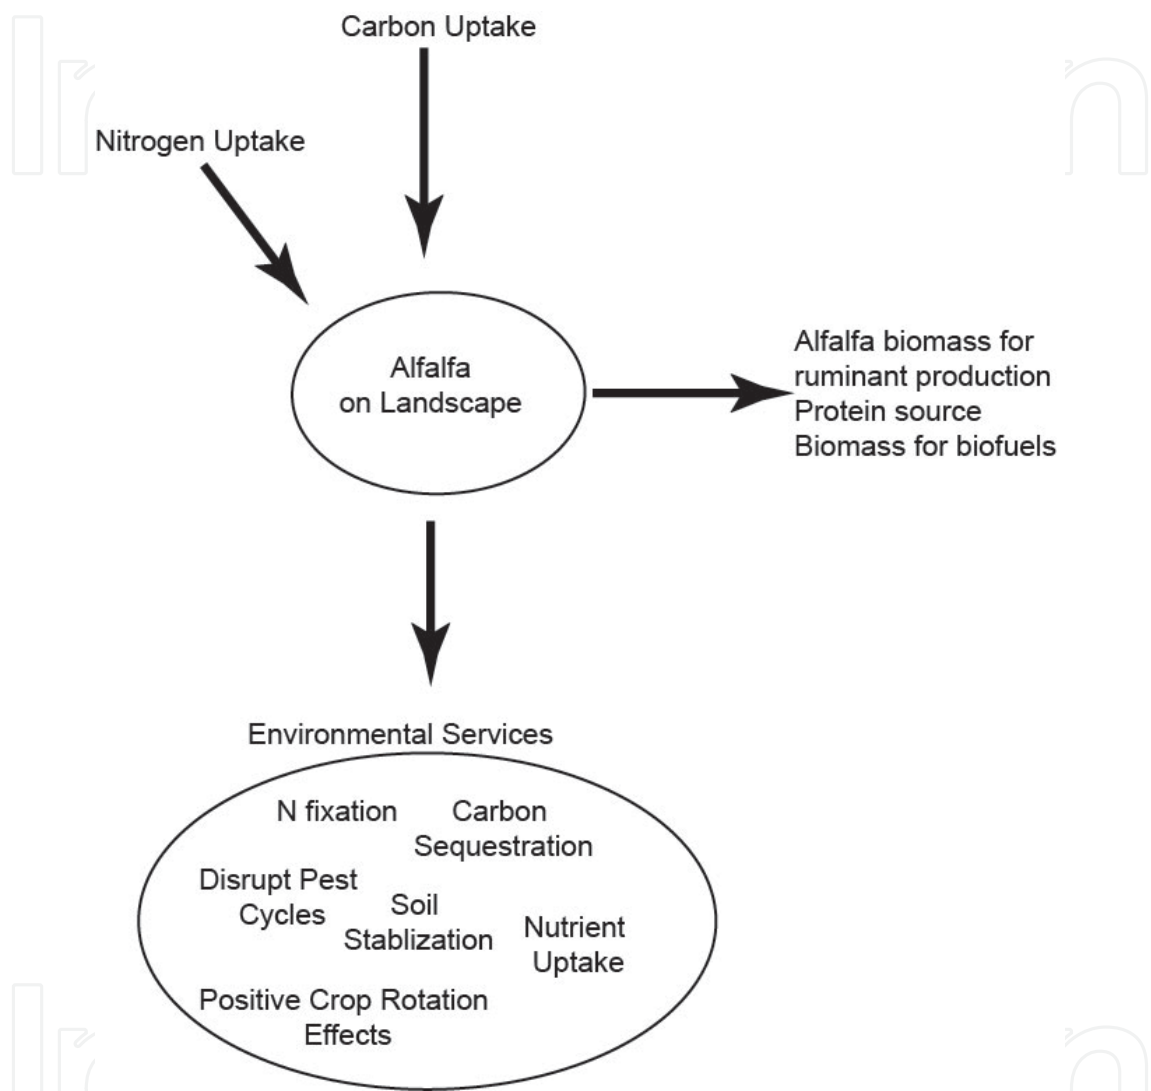 Carbon Uptake
Nitrogen Uptake
Alfalfa
on Landscape
Alfalfa biomass for
ruminant production
Protein source
Biomass for biofuels
Environmental Services
N fixation
Carbon
Sequestration
Disrupt Pest
Cycles
Soil
Stablization
Nutrient
Uptake
Positive Crop Rotation
Effects